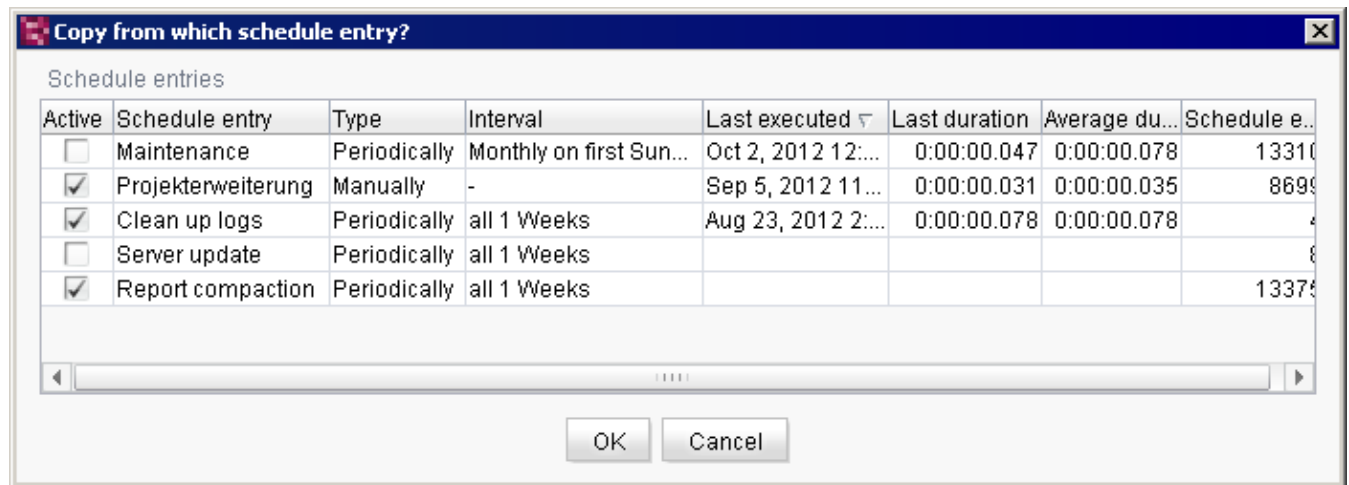 Copy from which schedule entry?
Schedule entries
Active Schedule entry Type Interval Last executed Last duration Average du... Schedule e...
Maintenance Periodically Monthly on first Sun... Oct 2, 2012 12:... 0:00:00.047 0:00:00.078 13310
Projekterweiterung Manually - Sep 5, 2012 11... 0:00:00.031 0:00:00.035 8699
Clean up logs Periodically all 1 Weeks Aug 23, 2012 2:... 0:00:00.078 0:00:00.078
Server update Periodically all 1 Weeks
Report compaction Periodically all 1 Weeks 13375
OK Cancel